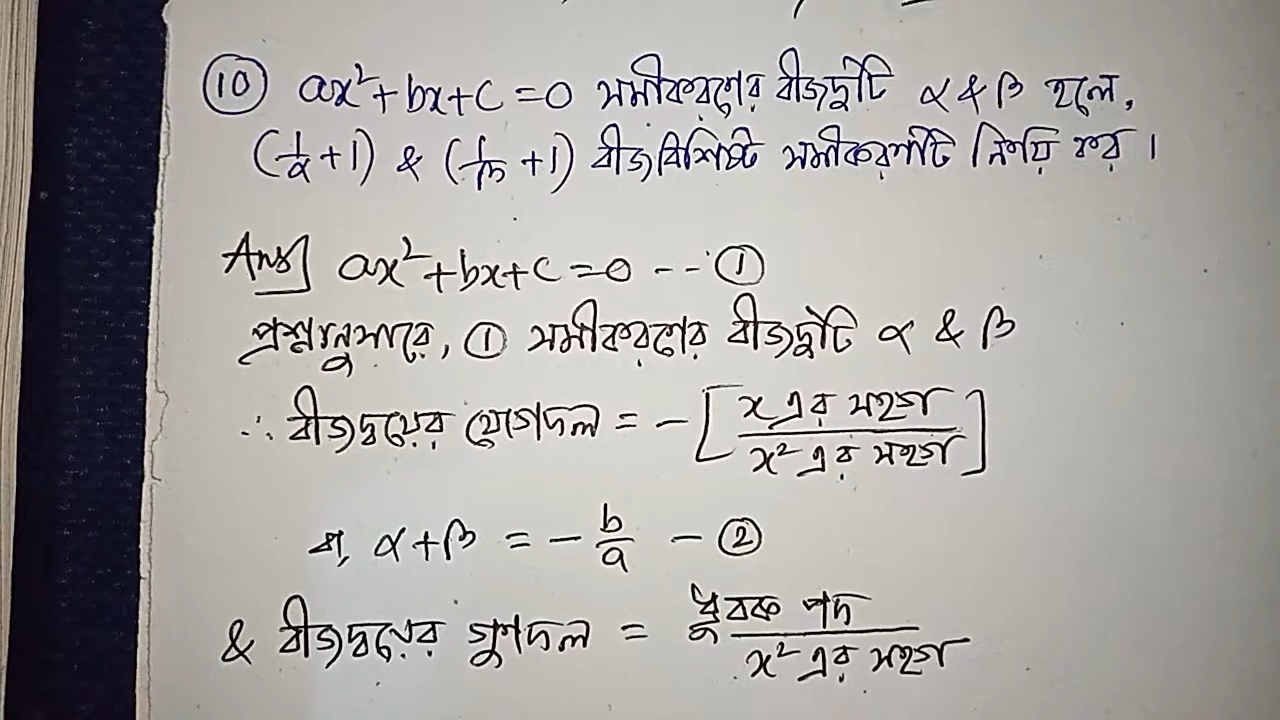 ⑩ ax²+bx+c=0 সমীকরণের বীজদুটি α & β হলে,
(1/α +1) & (1/β +1) বীজবিশিষ্ট সমীকরণটি নির্ণয় কর।
Ans] ax²+bx+c=0 --- ①
প্রশ্নানুসারে, ① সমীকরণের বীজদুটি α & β
∴ বীজদ্বয়ের যোগফল = - [x এর সহগ / x² এর সহগ]
বা, α+β = - b/a - ②
& বীজদ্বয়ের গুণফল = ধ্রুবক পদ / x² এর সহগ